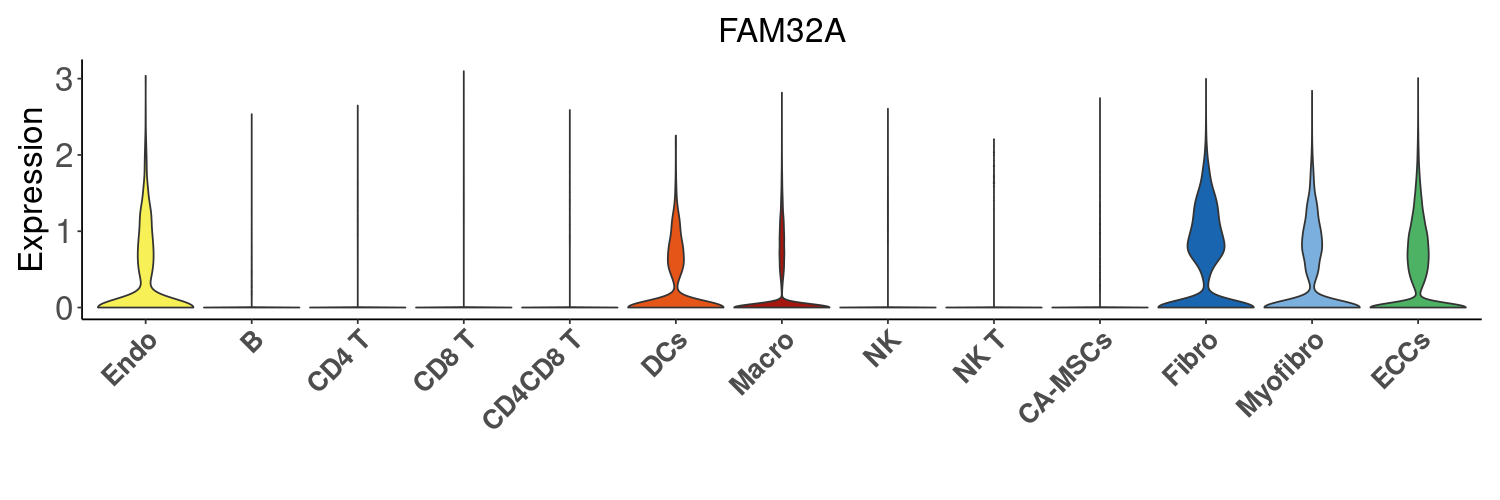 FAM32A
Expression
3
2
1
0
Endo
B
CD4 T
CD8 T
CD4CD8 T
DCs
Macro
NK
NK T
CA-MSCs
Fibro
Myofibro
ECCs